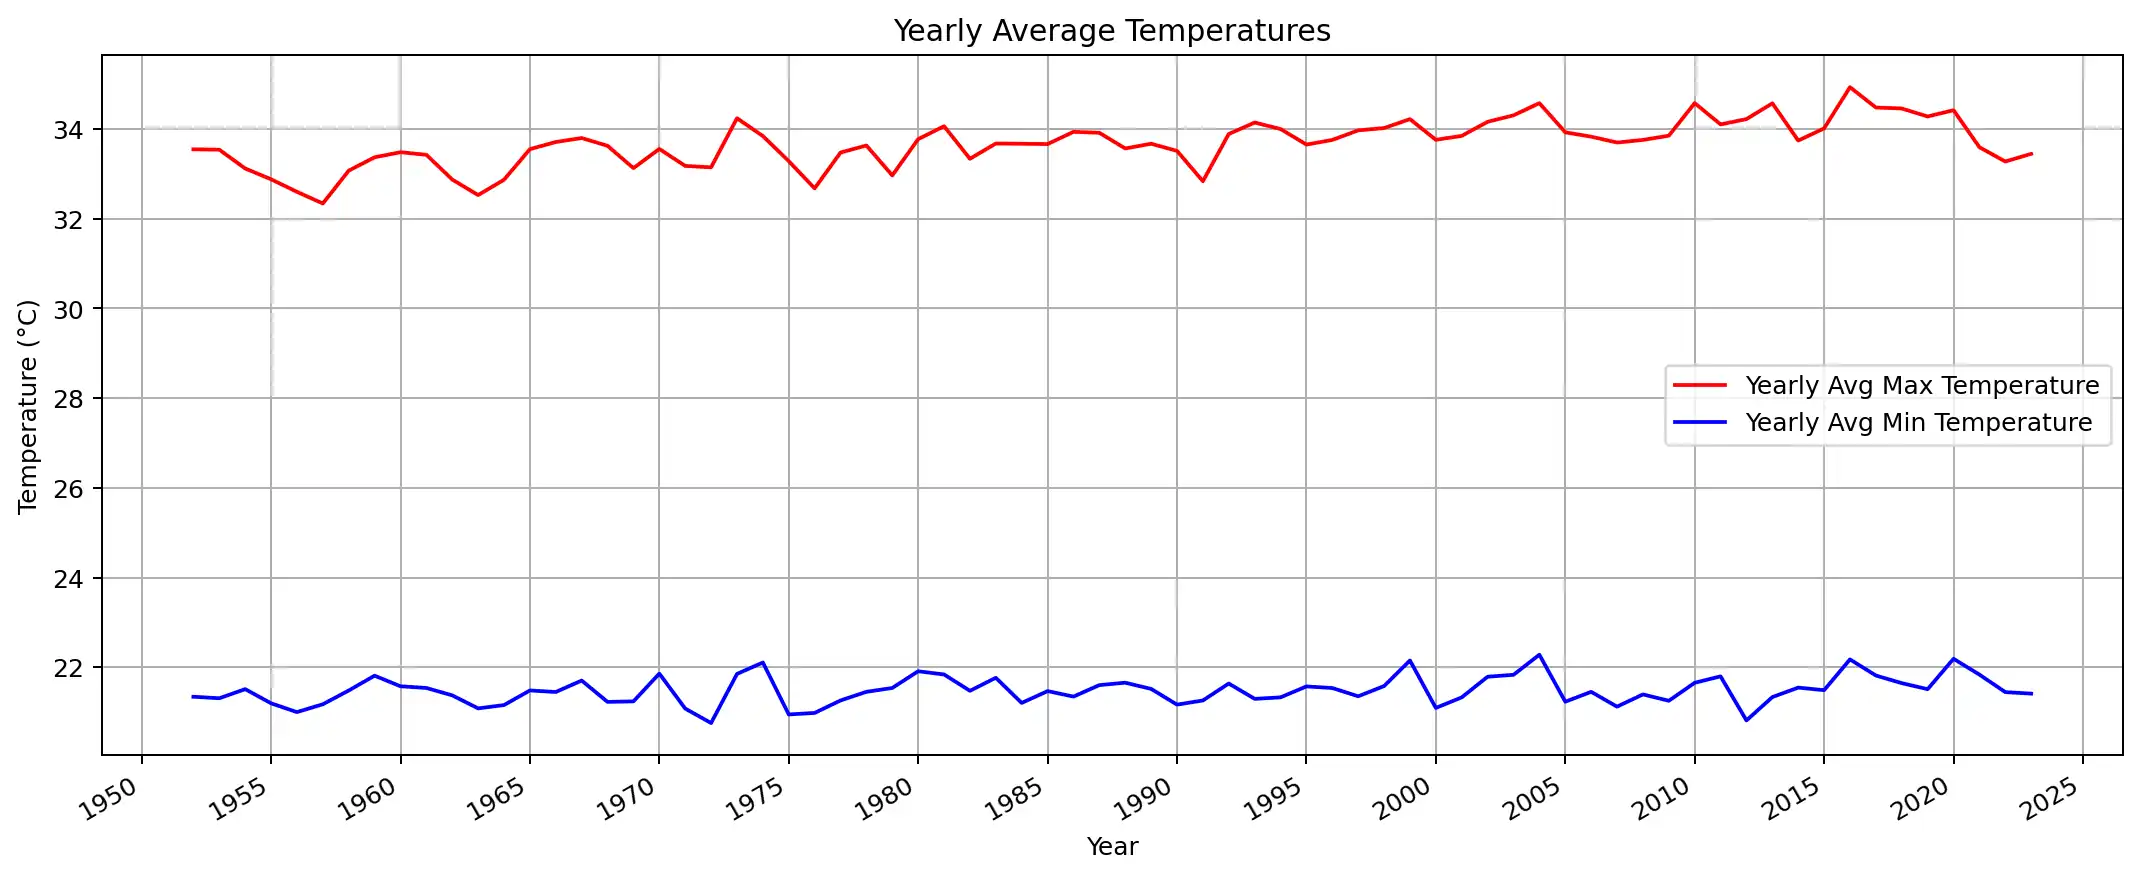 Yearly Average Temperatures
34
32
30
28
26
24
22
Temperature (°C)
Yearly Avg Max Temperature
Yearly Avg Min Temperature
1950 1955 1960 1965 1970 1975 1980 1985 1990 1995 2000 2005 2010 2015 2020 2025
Year